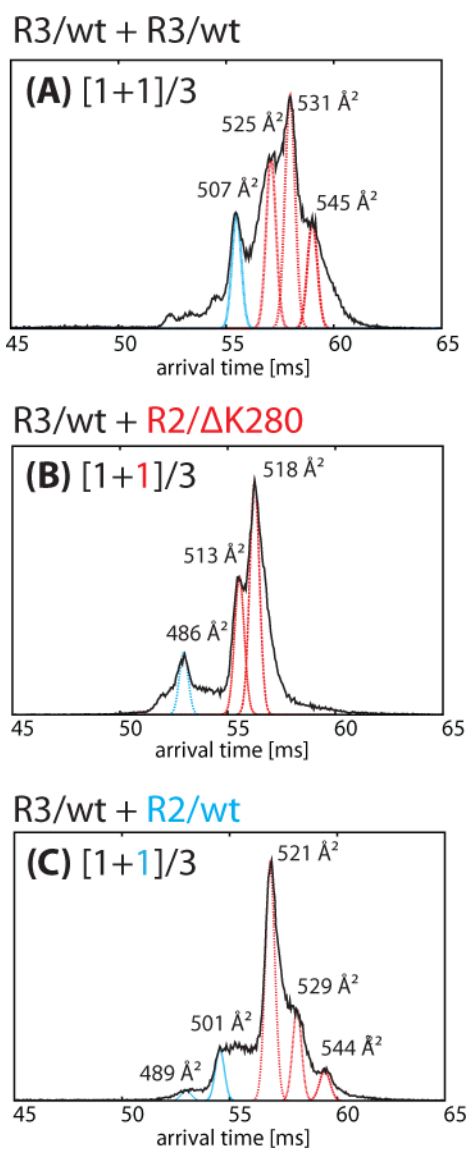 R3/wt + R3/wt
(A) [1+1]/3
531 Å²
525 Å²
507 Å²
545 Å²
45 50 55 60 65
arrival time [ms]
R3/wt + R2/ΔK280
(B) [1+1]/3
518 Å²
513 Å²
486 Å²
45 50 55 60 65
arrival time [ms]
R3/wt + R2/wt
(C) [1+1]/3
521 Å²
529 Å²
501 Å²
544 Å²
489 Å²
45 50 55 60 65
arrival time [ms]